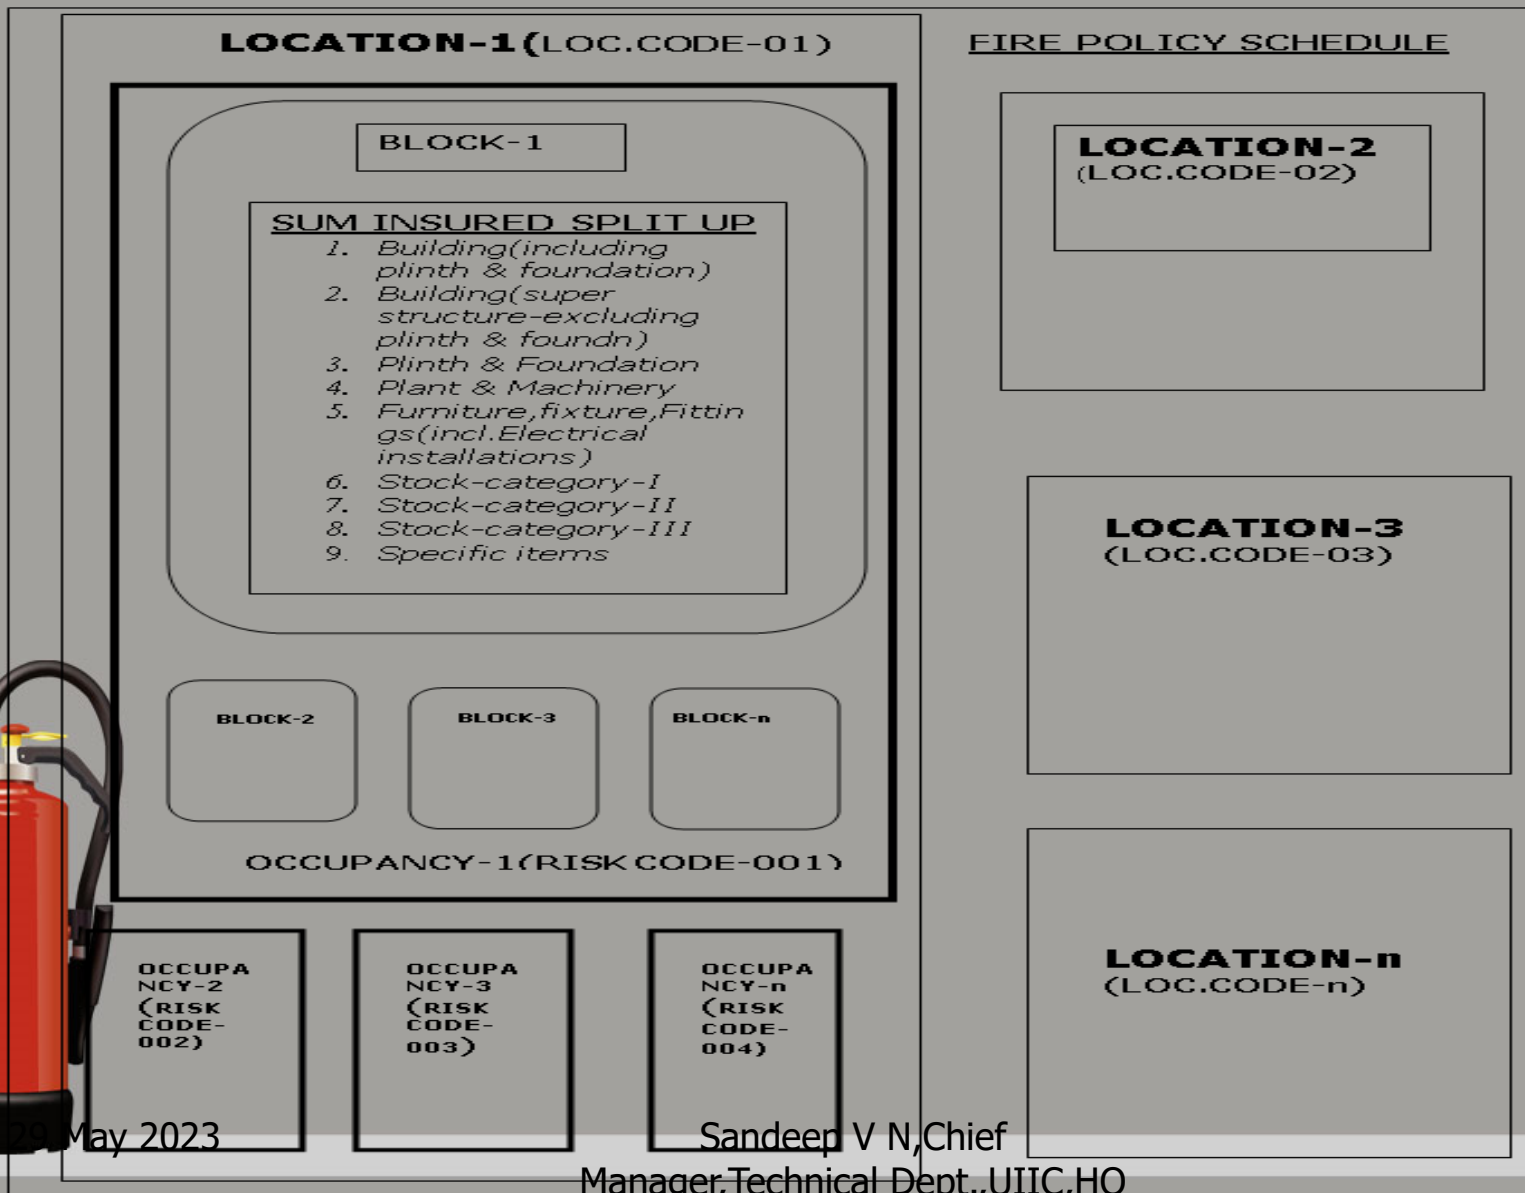 LOCATION-1(LOC.CODE-01)
BLOCK-1
SUM INSURED SPLIT UP
1. Building(including
plinth & foundation)
2. Building(super
structure-excluding
plinth & foundn)
3. Plinth & Foundation
4. Plant & Machinery
5. Furniture,fixture,Fittin
gs(incl.Electrical
installations)
6. Stock-category-I
7. Stock-category-II
8. Stock-category-III
9. Specific items
BLOCK-2
BLOCK-3
BLOCK-n
OCCUPANCY-1(RISK CODE-001)
OCCUPA
NCY-2
(RISK
CODE-
002)
OCCUPA
NCY-3
(RISK
CODE-
003)
OCCUPA
NCY-n
(RISK
CODE-
004)
FIRE POLICY SCHEDULE
LOCATION-2
(LOC.CODE-02)
LOCATION-3
(LOC.CODE-03)
LOCATION-n
(LOC.CODE-n)
29 May 2023
Sandeep V N,Chief
Manager,Technical Dept.,UIIC,HO